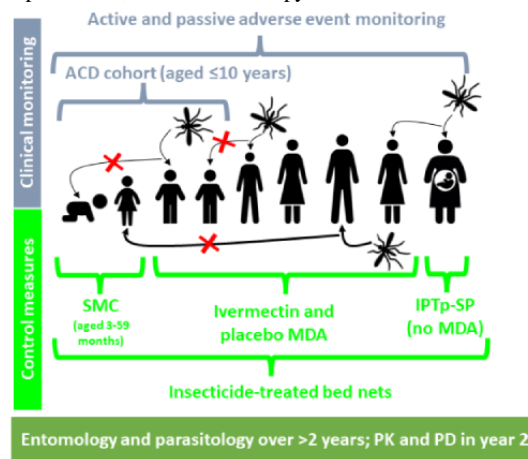 Active and passive adverse event monitoring
ACD cohort (aged ≤10 years)
Clinical monitoring
Control measures
SMC
(aged 3-59
months)
Ivermectin and
placebo MDA
IPTp-SP
(no MDA)
Insecticide-treated bed nets
Entomology and parasitology over >2 years; PK and PD in year 2